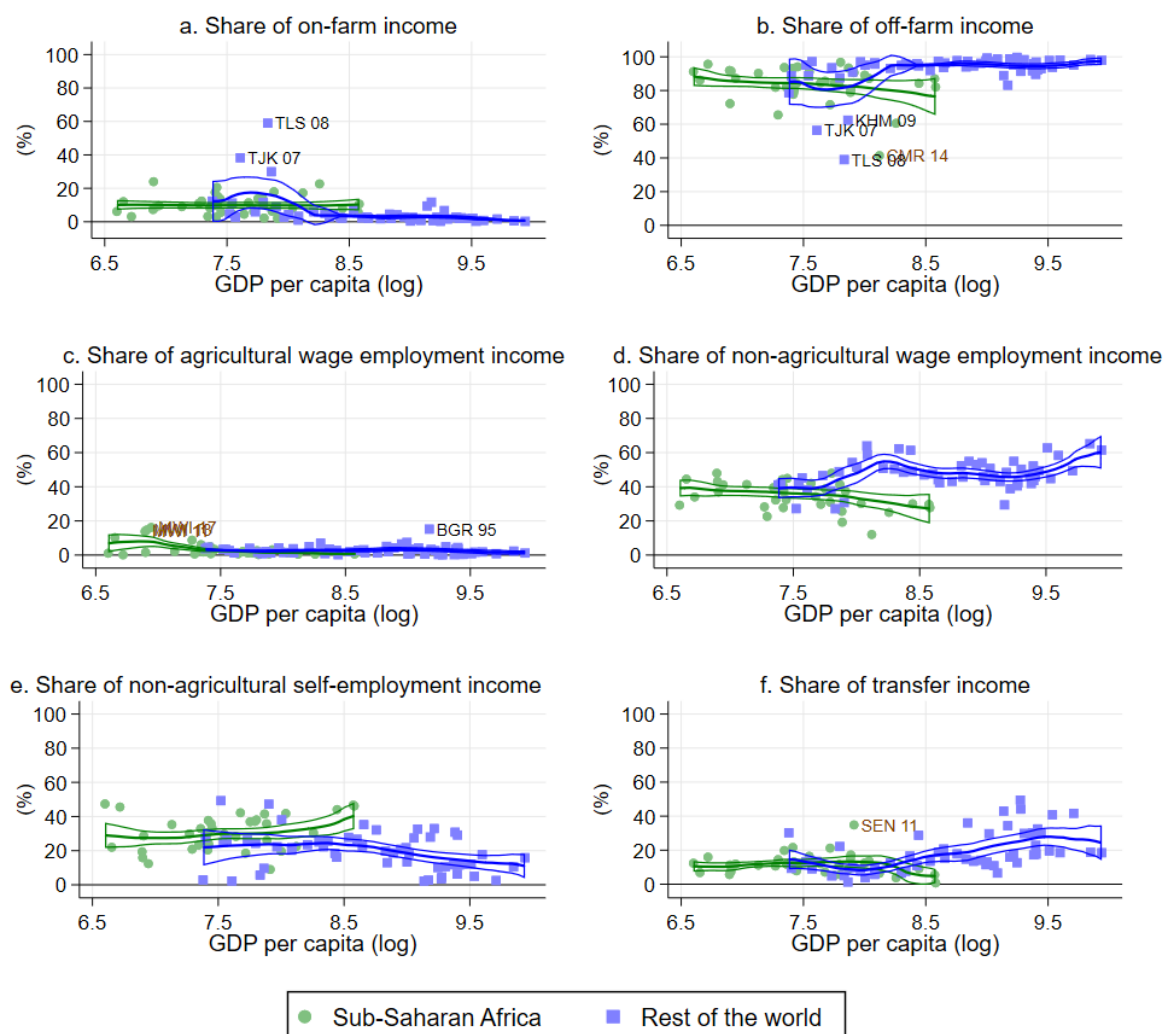 a. Share of on-farm income
b. Share of off-farm income
100
80
60
40
20
0
(%)
TLS 08
TJK 07
6.5 7.5 8.5 9.5
GDP per capita (log)
100
80
60
40
20
0
(%)
KHM 09
TJK 07
TLS 08
CMR 14
6.5 7.5 8.5 9.5
GDP per capita (log)
c. Share of agricultural wage employment income
d. Share of non-agricultural wage employment income
100
80
60
40
20
0
(%)
MWI 17
BGR 95
6.5 7.5 8.5 9.5
GDP per capita (log)
100
80
60
40
20
0
(%)
6.5 7.5 8.5 9.5
GDP per capita (log)
e. Share of non-agricultural self-employment income
f. Share of transfer income
100
80
60
40
20
0
(%)
6.5 7.5 8.5 9.5
GDP per capita (log)
100
80
60
40
20
0
(%)
SEN 11
6.5 7.5 8.5 9.5
GDP per capita (log)
Sub-Saharan Africa
Rest of the world